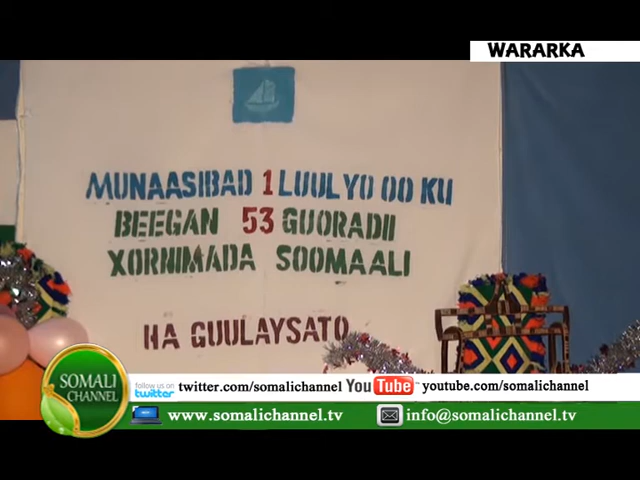 WARARKA
MUNAASIBAD 1 LUULYO OO KU
BEEGAN 53 GUORADII
XORNIMADA SOOMAALI
HA GUULAYSATO
SOMALI
CHANNEL
follow us on
twitter
twitter.com/somalichannel
YouTube
youtube.com/somalichannel
www.somalichannel.tv
info@somalichannel.tv